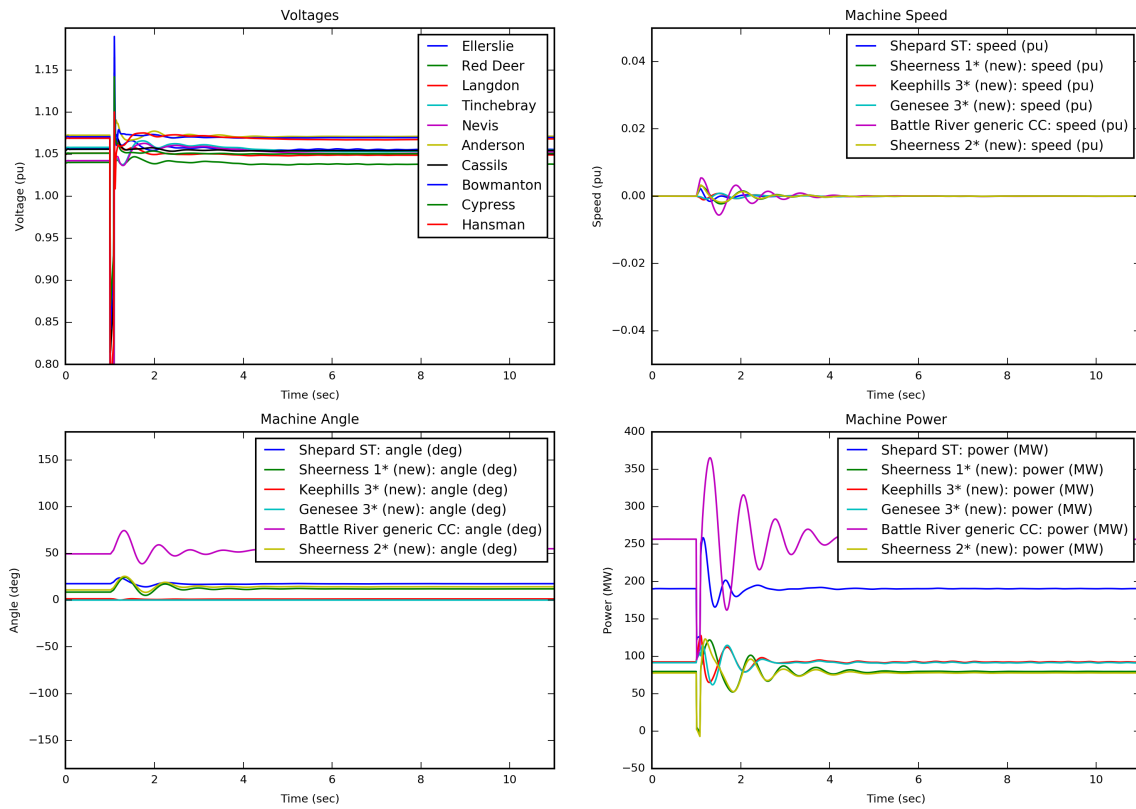 Voltages
Voltage (pu)
1.15
1.10
1.05
1.00
0.95
0.90
0.85
0.80
0 2 4 6 8 10
Time (sec)
Ellerslie
Red Deer
Langdon
Tinchebray
Nevis
Anderson
Cassils
Bowmanton
Cypress
Hansman
Machine Speed
Speed (pu)
0.04
0.02
0.00
−0.02
−0.04
0 2 4 6 8 10
Time (sec)
Shepard ST: speed (pu)
Sheerness 1* (new): speed (pu)
Keephills 3* (new): speed (pu)
Genesee 3* (new): speed (pu)
Battle River generic CC: speed (pu)
Sheerness 2* (new): speed (pu)
Machine Angle
Angle (deg)
150
100
50
0
−50
−100
−150
0 2 4 6 8 10
Time (sec)
Shepard ST: angle (deg)
Sheerness 1* (new): angle (deg)
Keephills 3* (new): angle (deg)
Genesee 3* (new): angle (deg)
Battle River generic CC: angle (deg)
Sheerness 2* (new): angle (deg)
Machine Power
Power (MW)
400
350
300
250
200
150
100
50
0
−50
0 2 4 6 8 10
Time (sec)
Shepard ST: power (MW)
Sheerness 1* (new): power (MW)
Keephills 3* (new): power (MW)
Genesee 3* (new): power (MW)
Battle River generic CC: power (MW)
Sheerness 2* (new): power (MW)